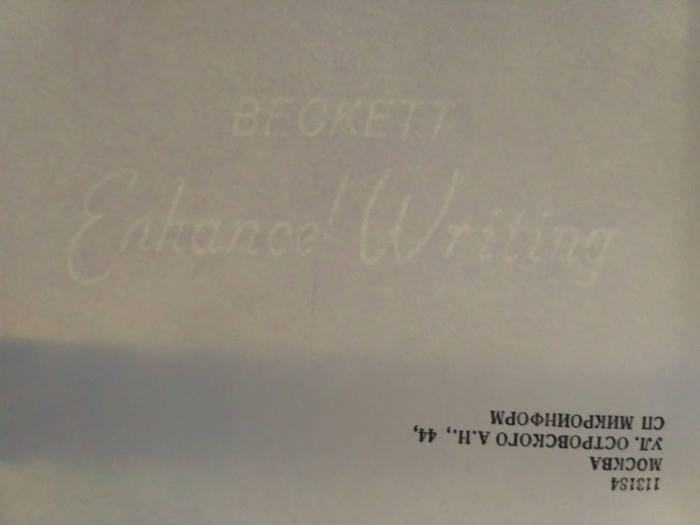 BECKETT
Enhance! Writing
113184
МОСКВА
УЛ. ОСТРОВСКОГО А.Н., 44,
СП МИКРОИНФОРМ